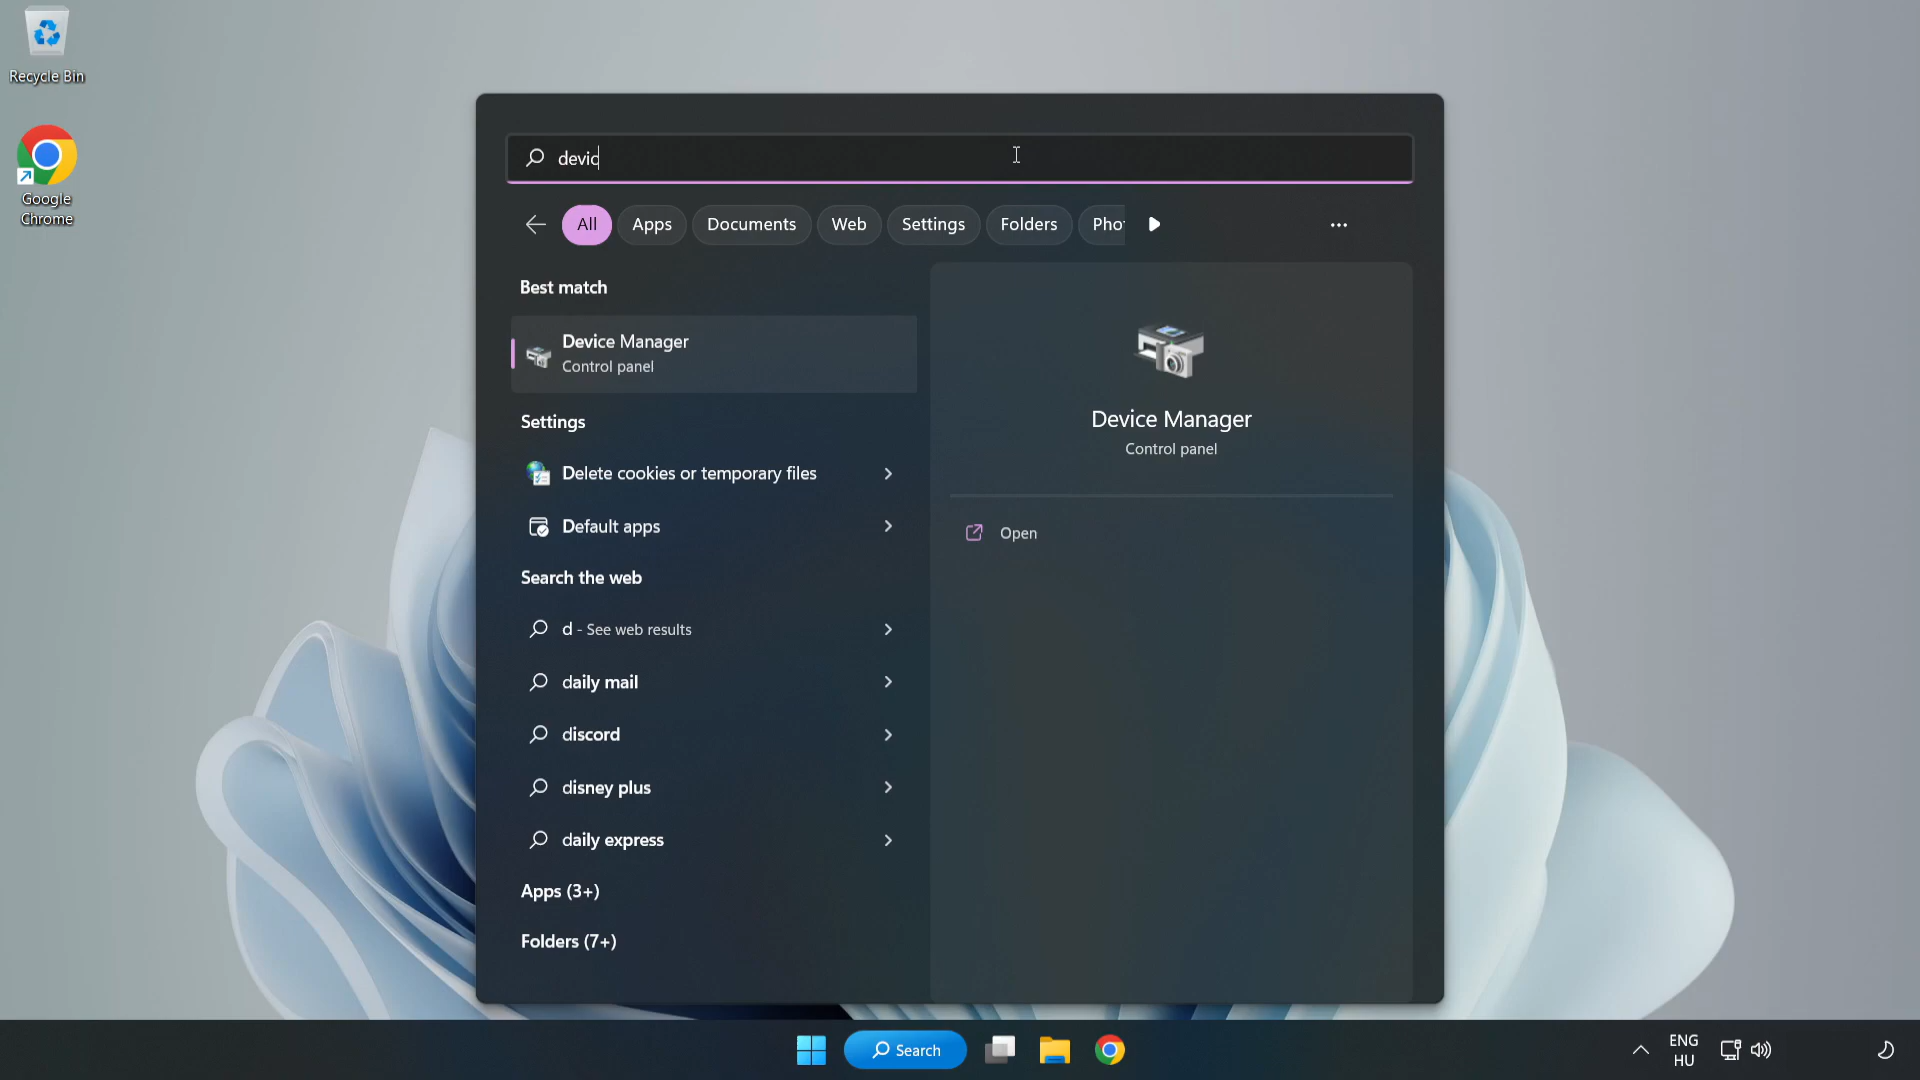 Recycle Bin
Google
Chrome
devic
All
Apps
Documents
Web
Settings
Folders
Pho
Best match
Device Manager
Control panel
Settings
Delete cookies or temporary files
Default apps
Search the web
d - See web results
daily mail
discord
disney plus
daily express
Apps (3+)
Folders (7+)
Device Manager
Control panel
Open
Search
ENG
HU